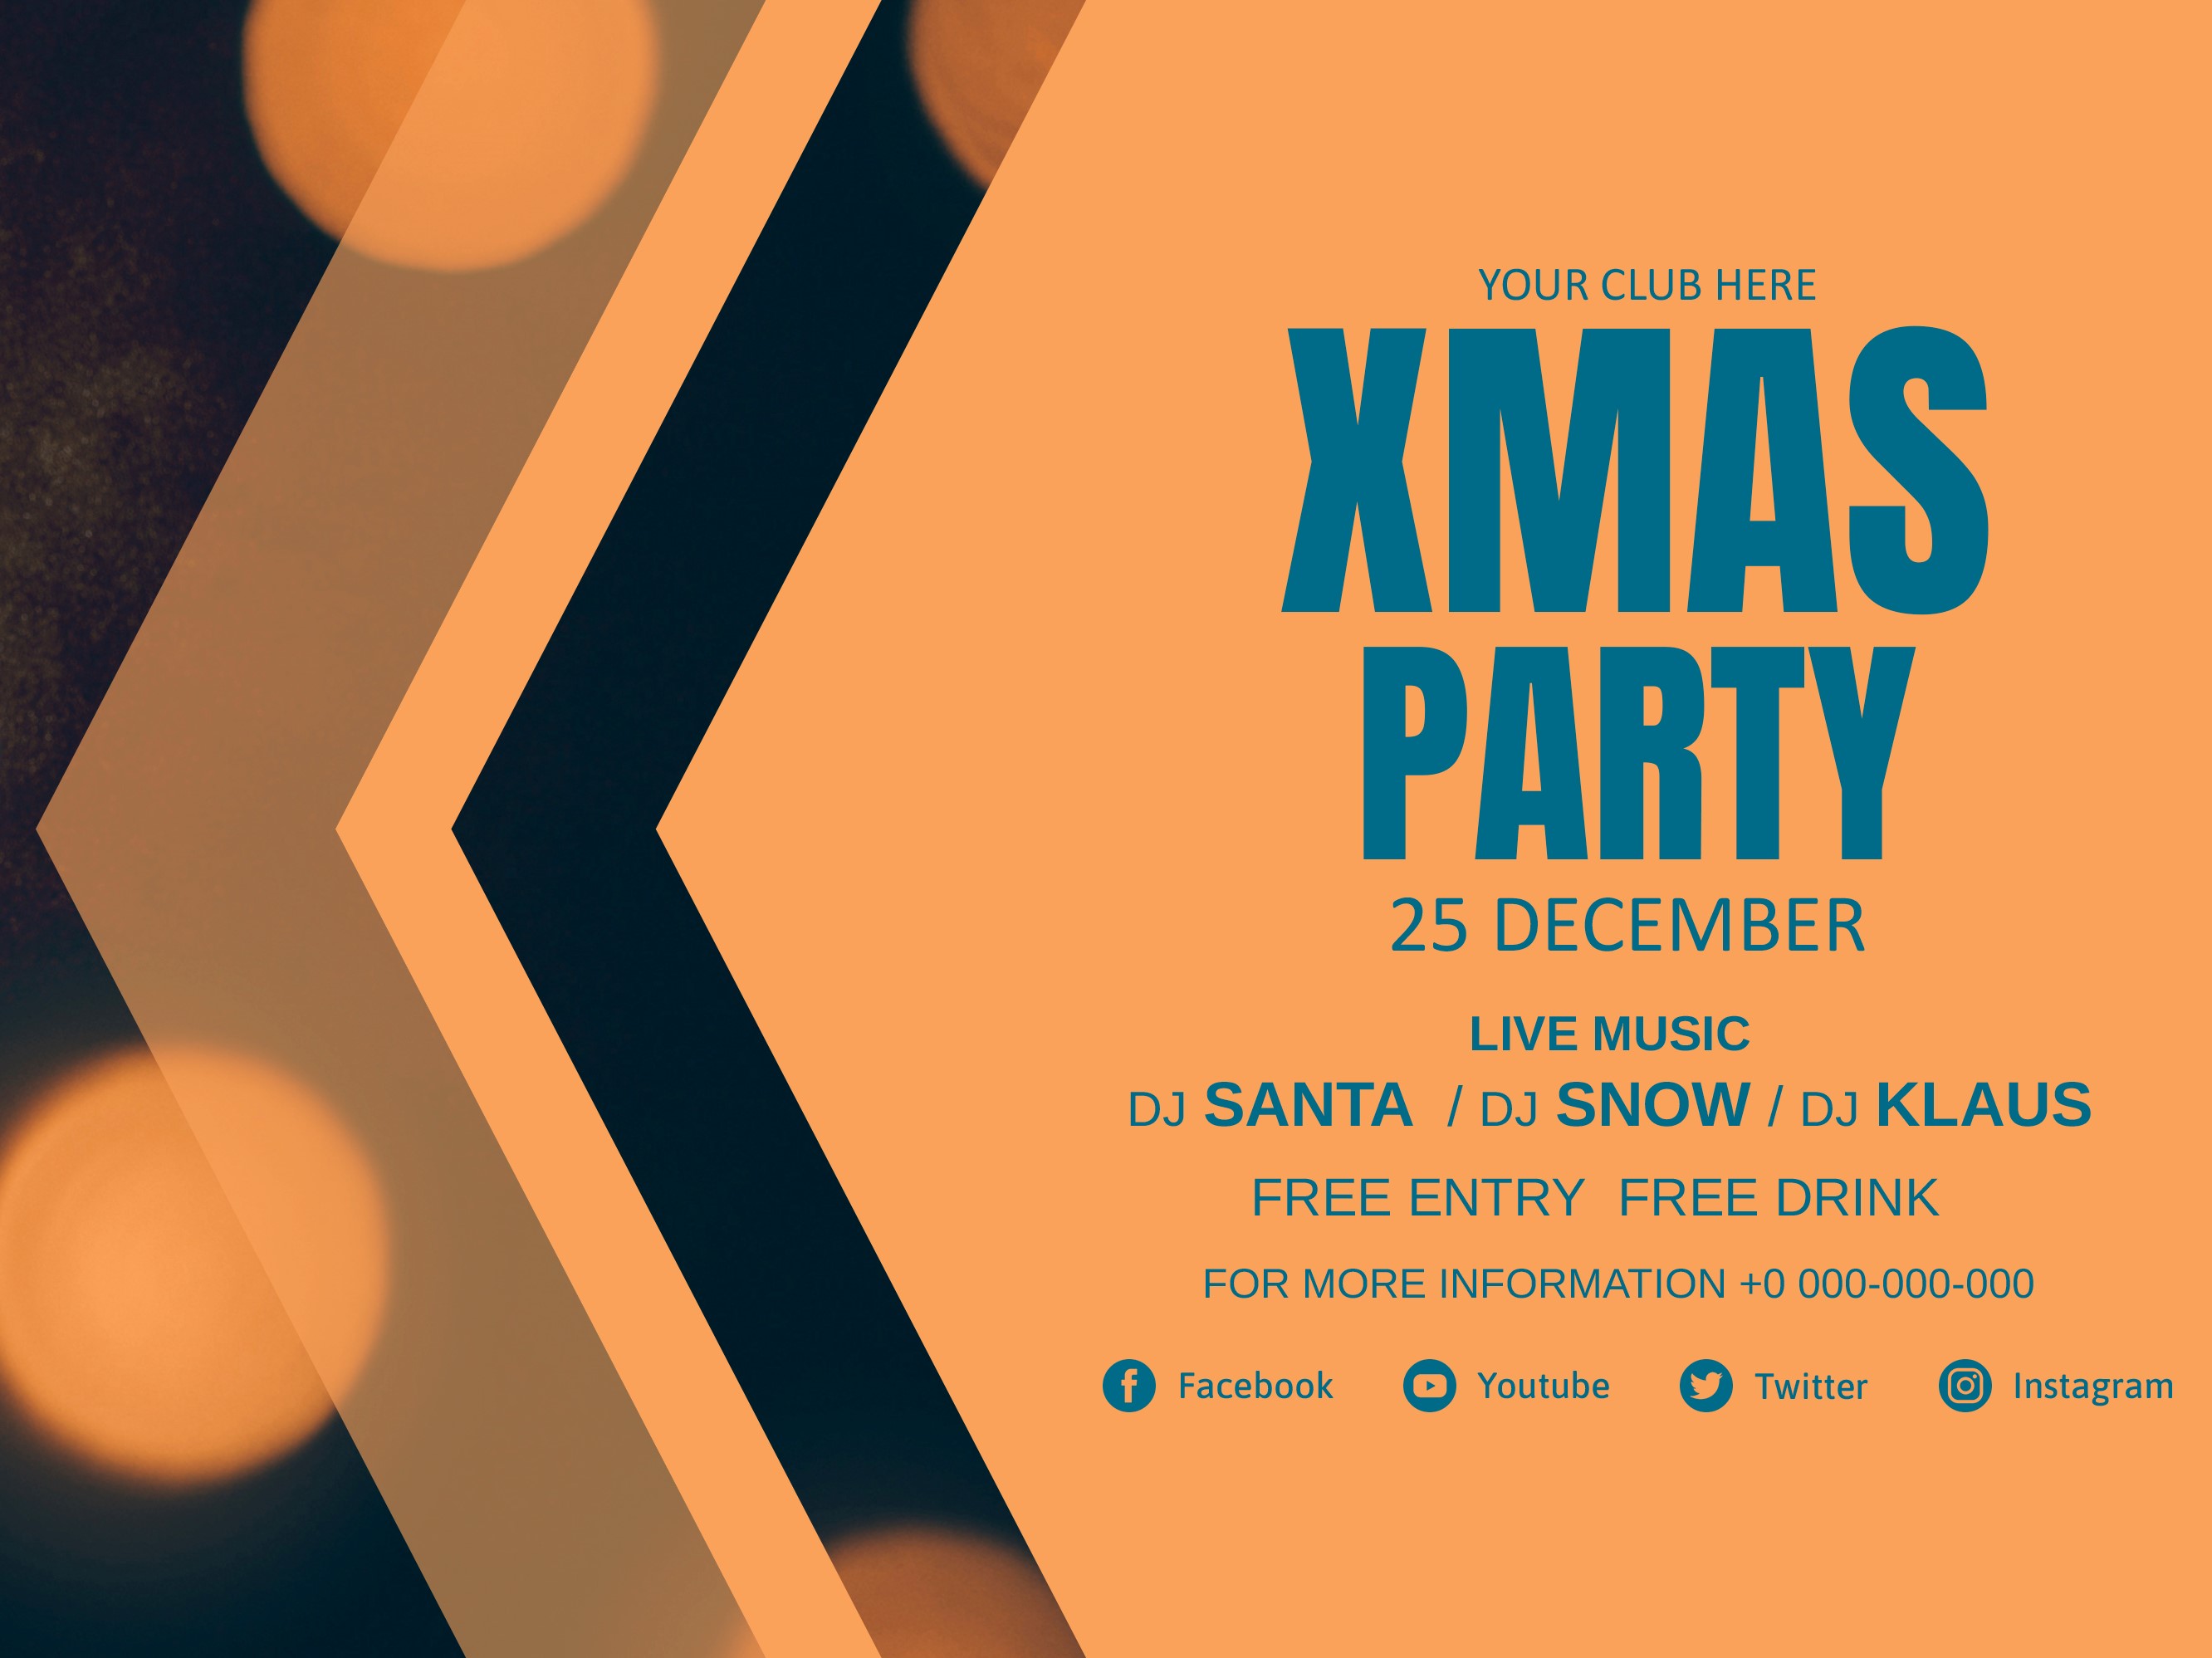 YOUR CLUB HERE
XMAS
PARTY
25 DECEMBER
LIVE MUSIC
DJ SANTA / DJ SNOW / DJ KLAUS
FREE ENTRY FREE DRINK
FOR MORE INFORMATION +0 000-000-000
Facebook Youtube Twitter Instagram